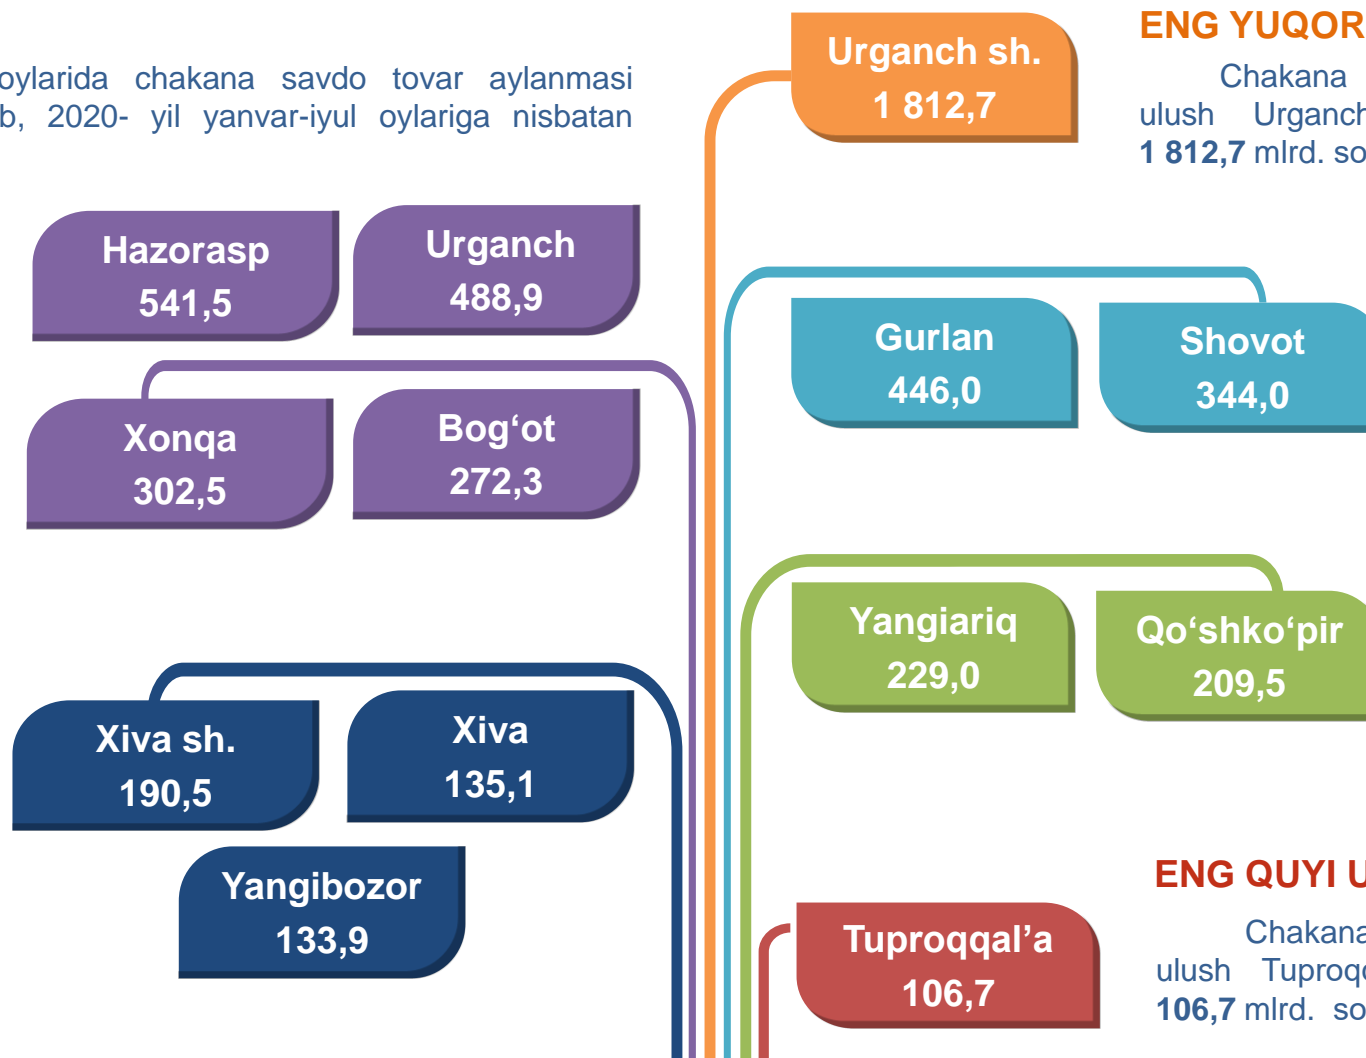 oylarida chakana savdo tovar aylanmasi
b, 2020- yil yanvar-iyul oylariga nisbatan
Urganch sh.
1 812,7
ENG YUQOR
Chakana
ulush Urganch
1 812,7 mlrd. so
Hazorasp
541,5
Urganch
488,9
Xonqa
302,5
Bog‘ot
272,3
Gurlan
446,0
Shovot
344,0
Yangiariq
229,0
Qo‘shko‘pir
209,5
Xiva sh.
190,5
Xiva
135,1
Yangibozor
133,9
Tuproqqal’a
106,7
ENG QUYI U
Chakana
ulush Tuproqq
106,7 mlrd. so